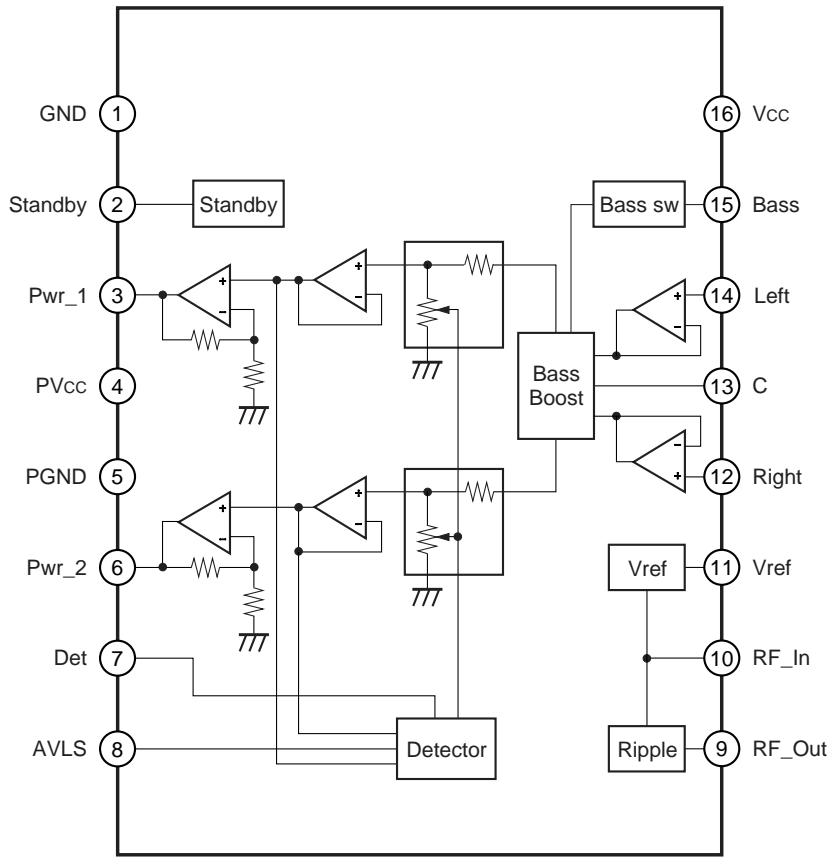 GND 1
16 Vcc
Standby 2 Standby
Bass sw 15 Bass
Pwr_1 3 + - + -
+ - 14 Left
PVcc 4
Bass
Boost
13 C
PGND 5
+ - + -
- + 12 Right
Pwr_2 6
Vref 11 Vref
Det 7
10 RF_In
AVLS 8 Detector
Ripple 9 RF_Out